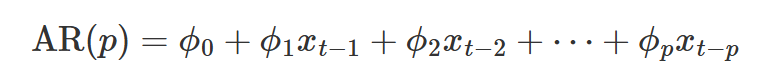 AR(p) = ϕ₀ + ϕ₁xₜ₋₁ + ϕ₂xₜ₋₂ + ⋯ + ϕₚxₜ₋ₚ